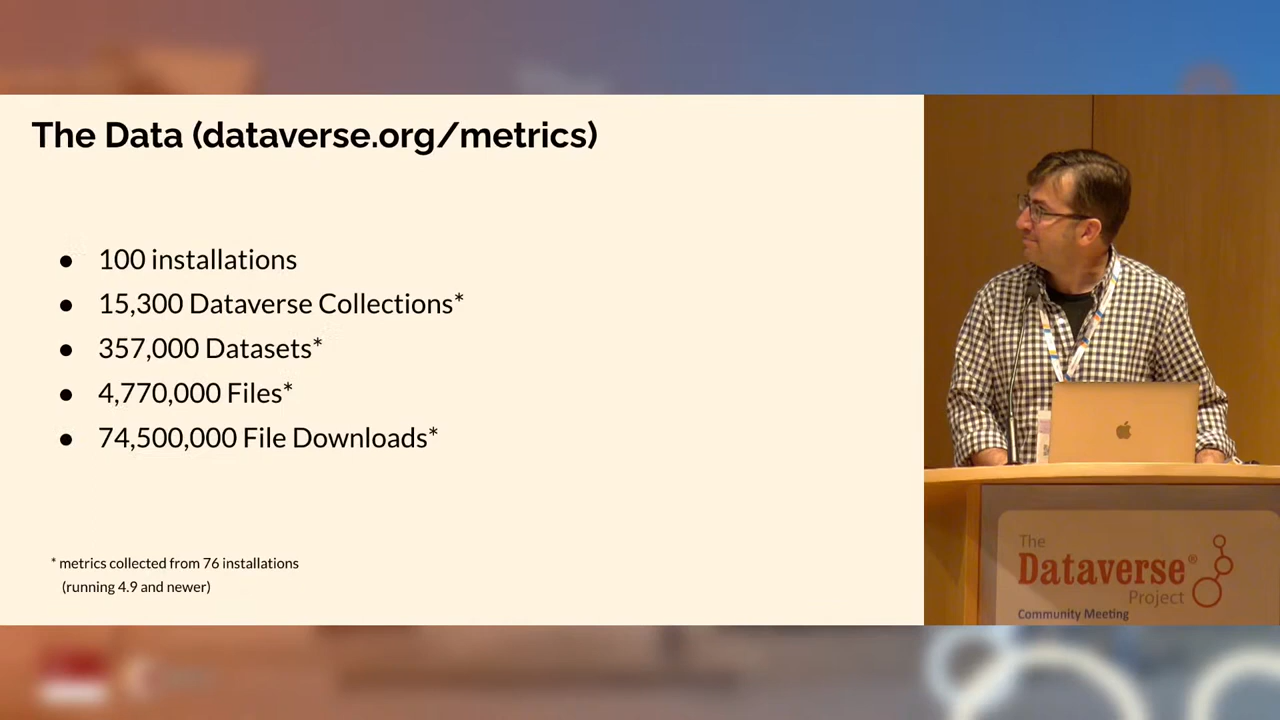 The Data (dataverse.org/metrics)
● 100 installations
● 15,300 Dataverse Collections*
● 357,000 Datasets*
● 4,770,000 Files*
● 74,500,000 File Downloads*
* metrics collected from 76 installations
(running 4.9 and newer)
The
Dataverse®
Project
Community Meeting